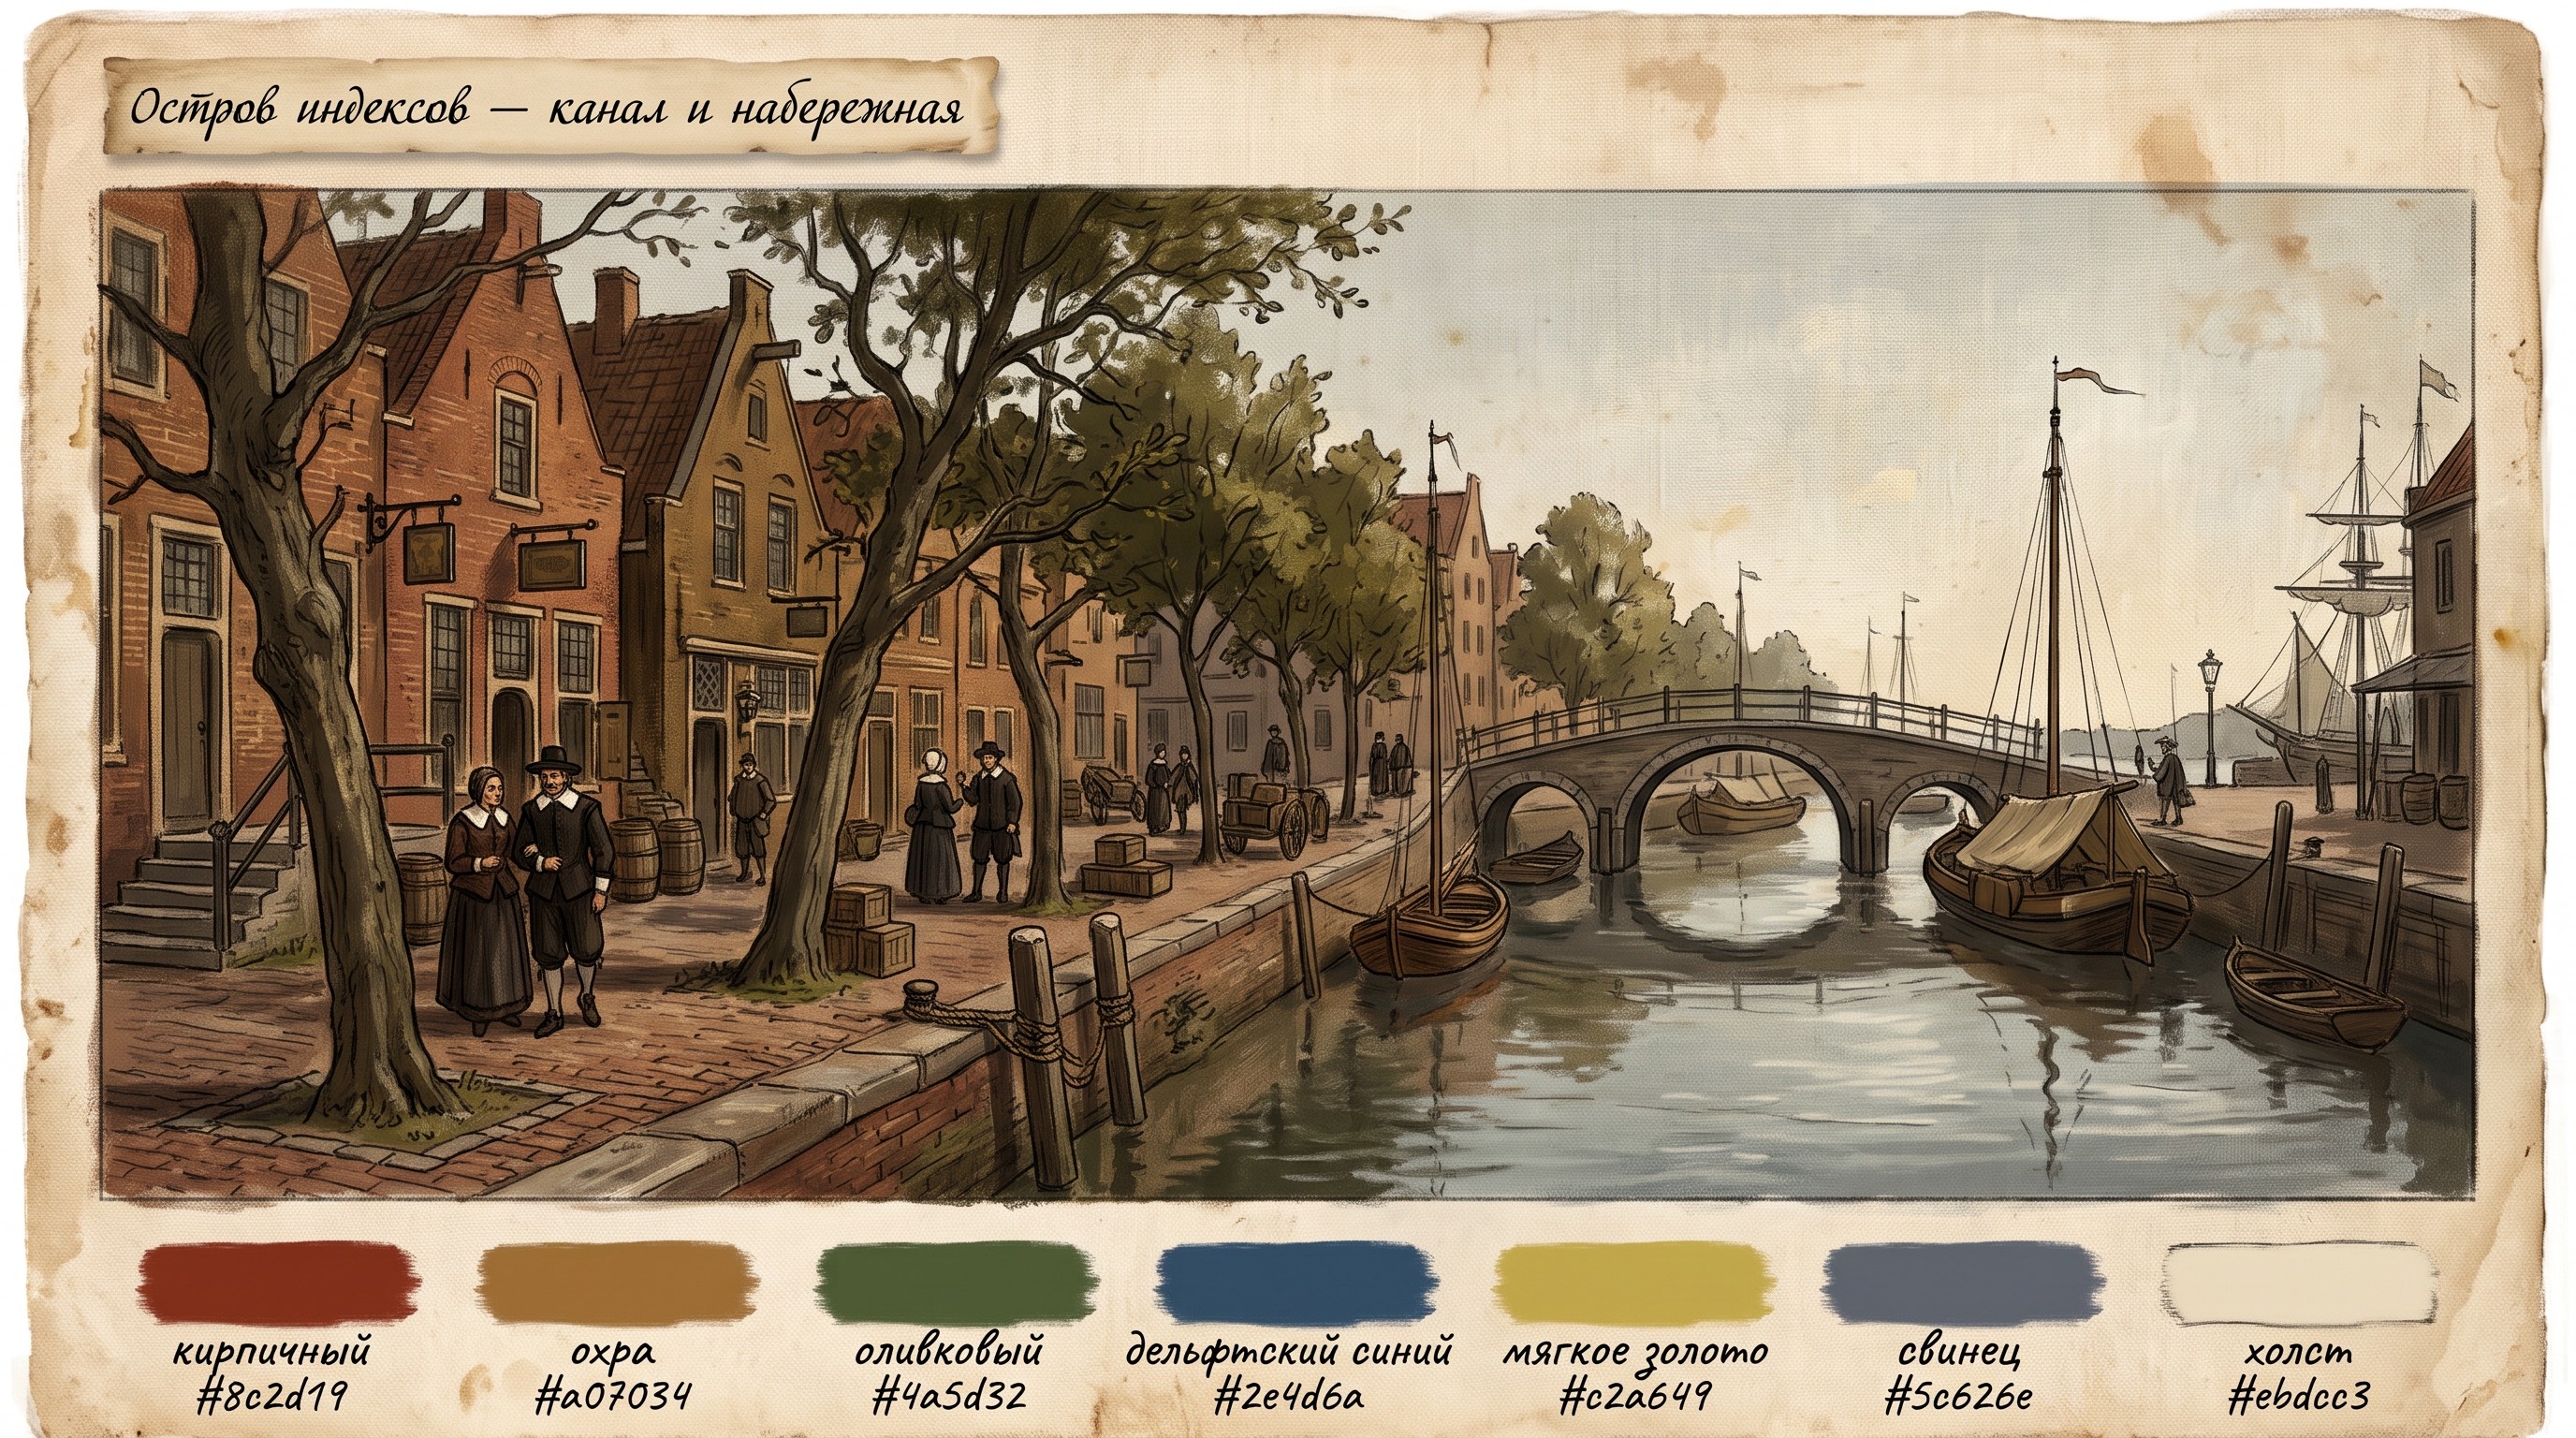 Остров индексов — канал и набережная
кирпичный
#8c2d19
охра
#a07034
оливковый
#4a5d32
дельфтский синий
#2e4d6a
мягкое золото
#c2a649
свинец
#5c626e
холст
#ebdcc3